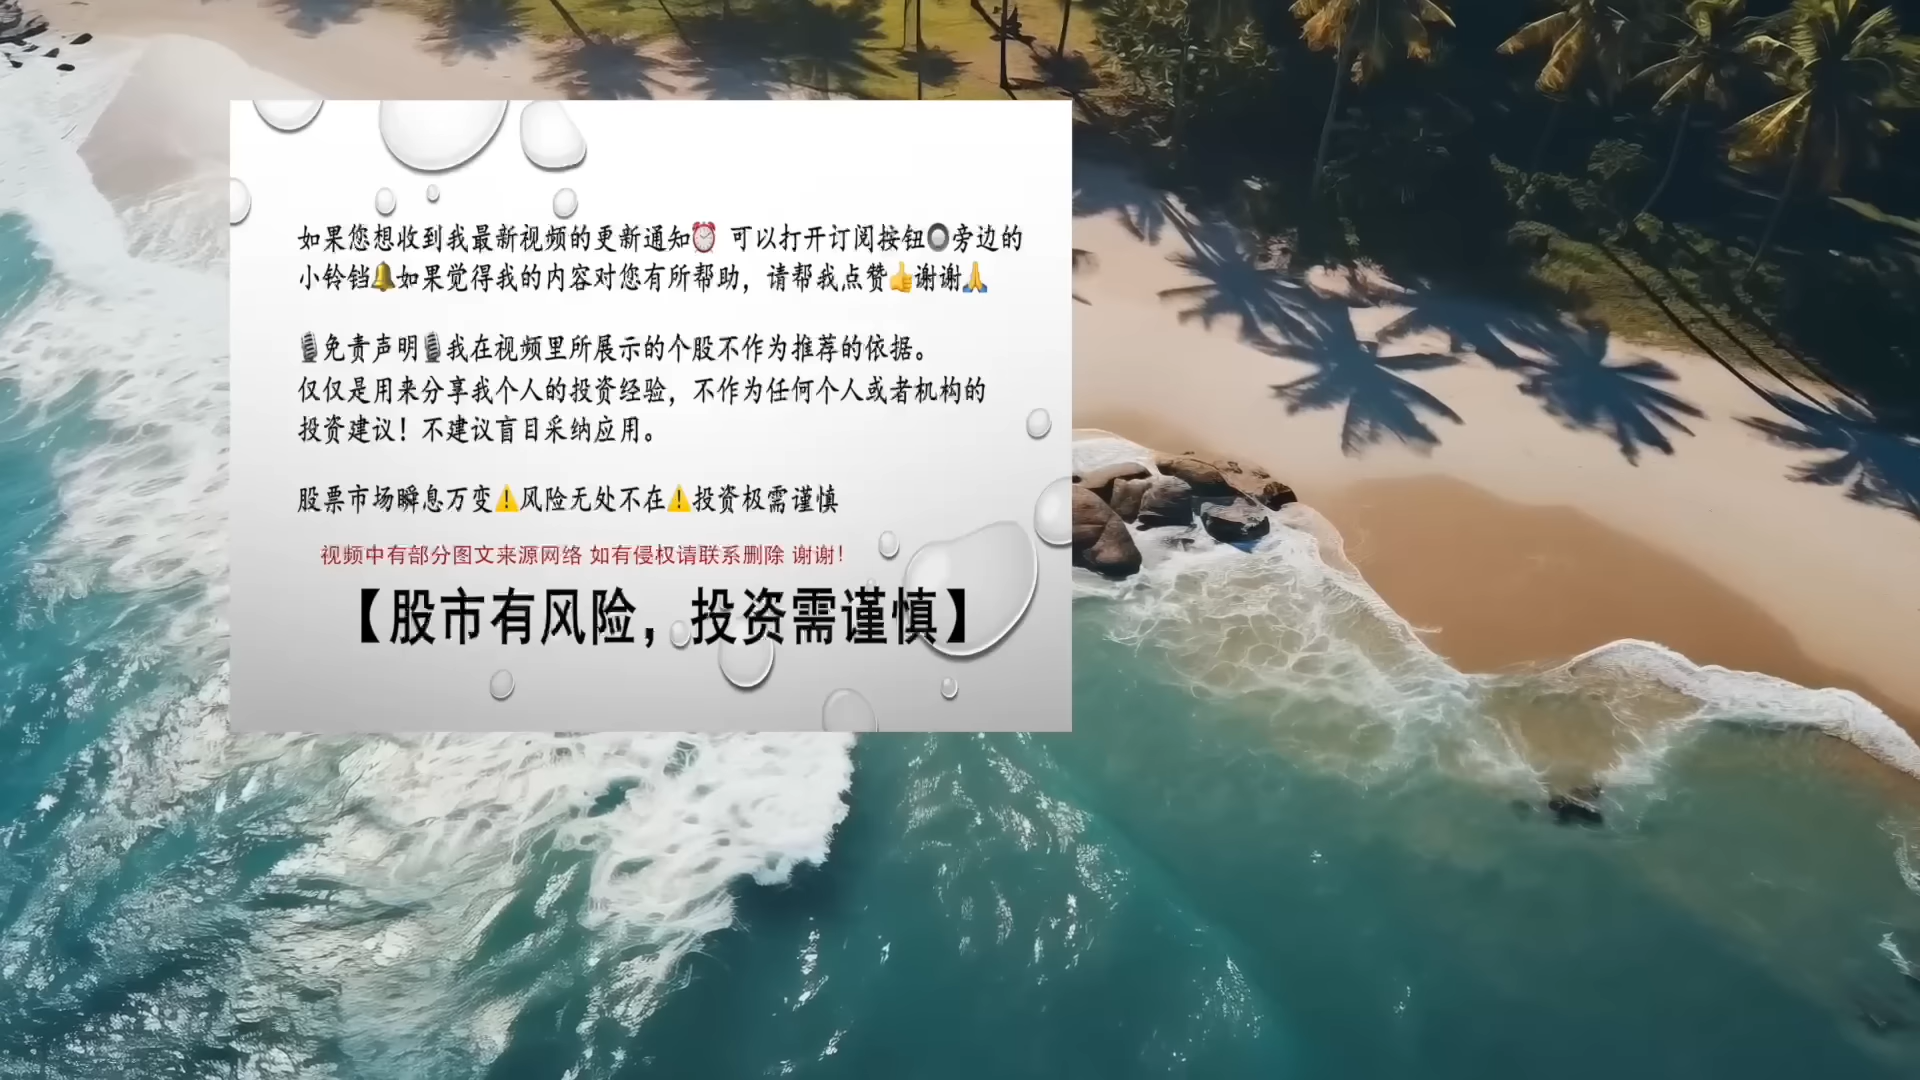 如果您想收到我最新视频的更新通知⏰ 可以打开订阅按钮🔘旁边的
小铃铛🔔如果觉得我的内容对您有所帮助，请帮我点赞👍谢谢🙏
🎙️免责声明🎙️我在视频里所展示的个股不作为推荐的依据。
仅仅是用来分享我个人的投资经验，不作为任何个人或者机构的
投资建议！不建议盲目采纳应用。
股票市场瞬息万变⚠️风险无处不在⚠️投资极需谨慎
视频中有部分图文来源网络 如有侵权请联系删除 谢谢！
【股市有风险，投资需谨慎】